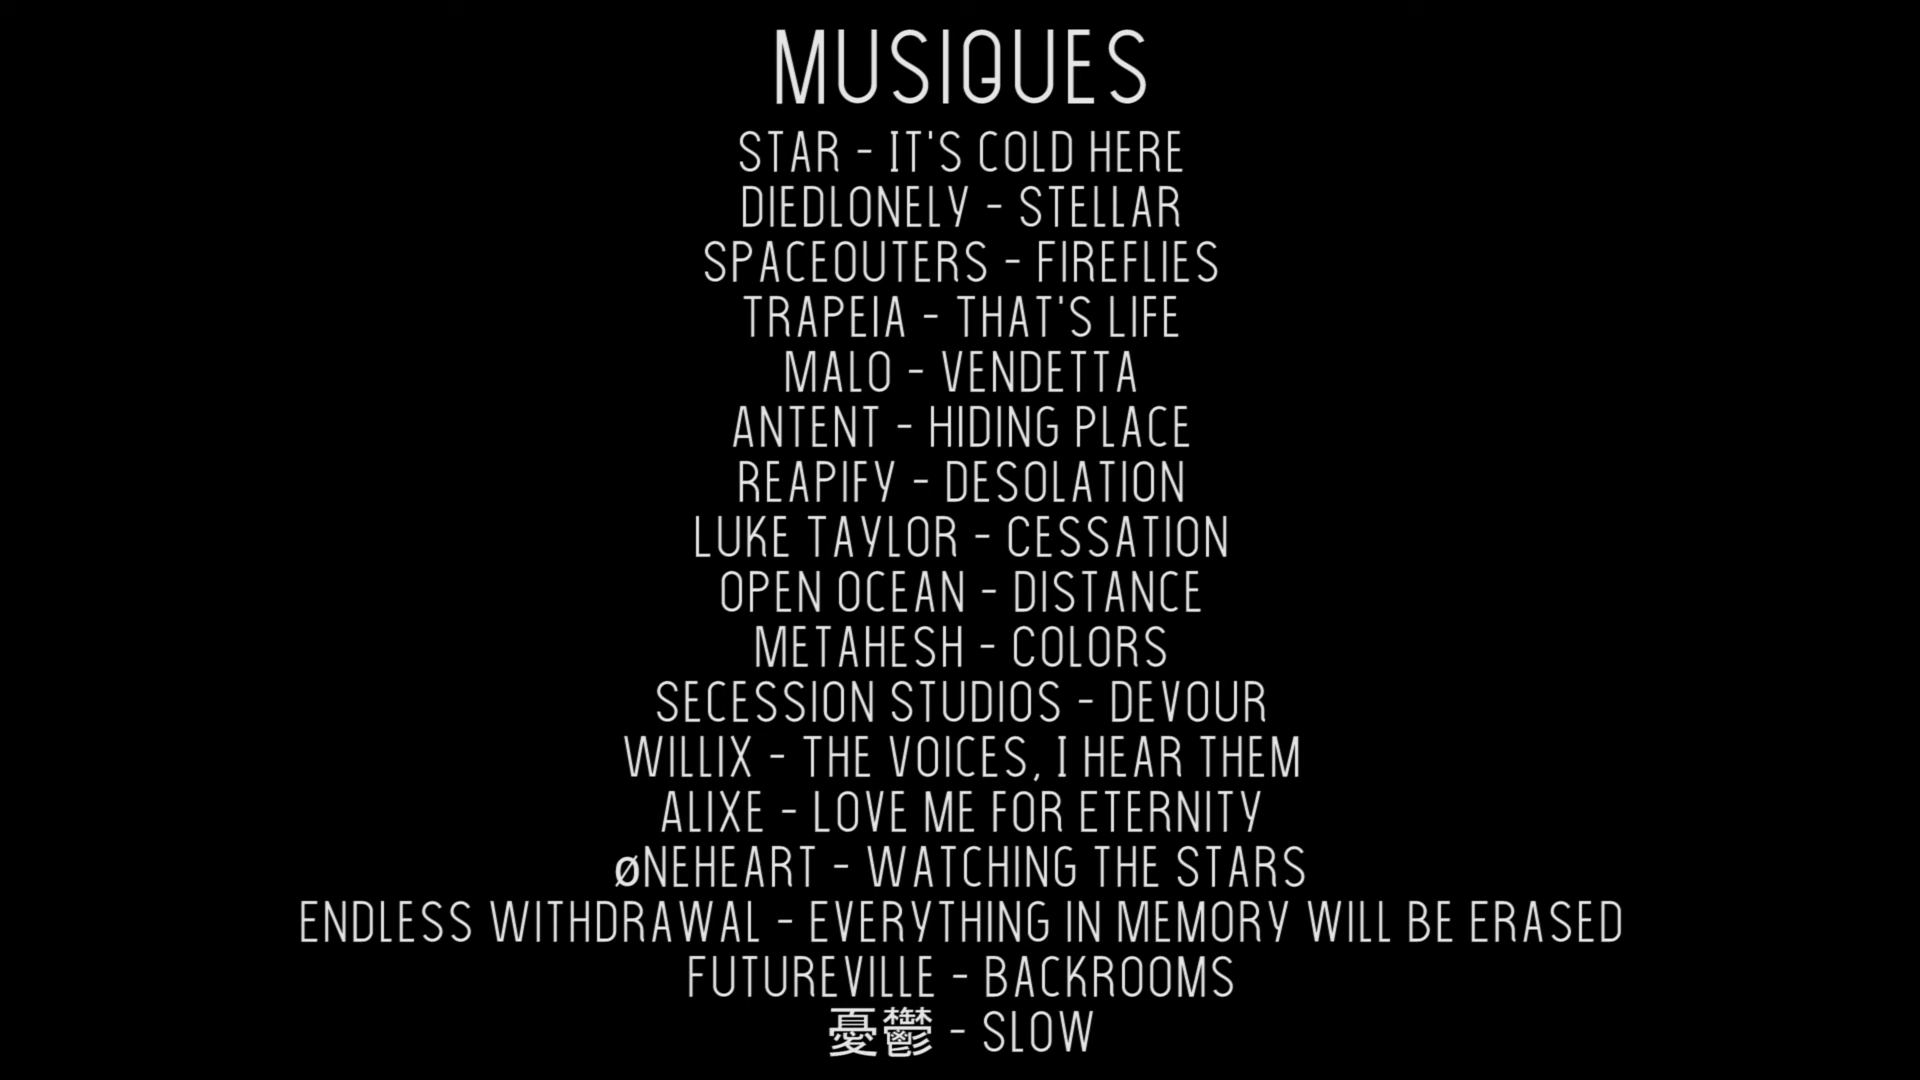 MUSIQUES
STAR - IT'S COLD HERE
DIEDLONELY - STELLAR
SPACEOUTERS - FIREFLIES
TRAPEIA - THAT'S LIFE
MALO - VENDETTA
ANTENT - HIDING PLACE
REAPIFY - DESOLATION
LUKE TAYLOR - CESSATION
OPEN OCEAN - DISTANCE
METAHESH - COLORS
SECESSION STUDIOS - DEVOUR
WILLIX - THE VOICES, I HEAR THEM
ALIXE - LOVE ME FOR ETERNITY
øNEHEART - WATCHING THE STARS
ENDLESS WITHDRAWAL - EVERYTHING IN MEMORY WILL BE ERASED
FUTUREVILLE - BACKROOMS
憂鬱 - SLOW